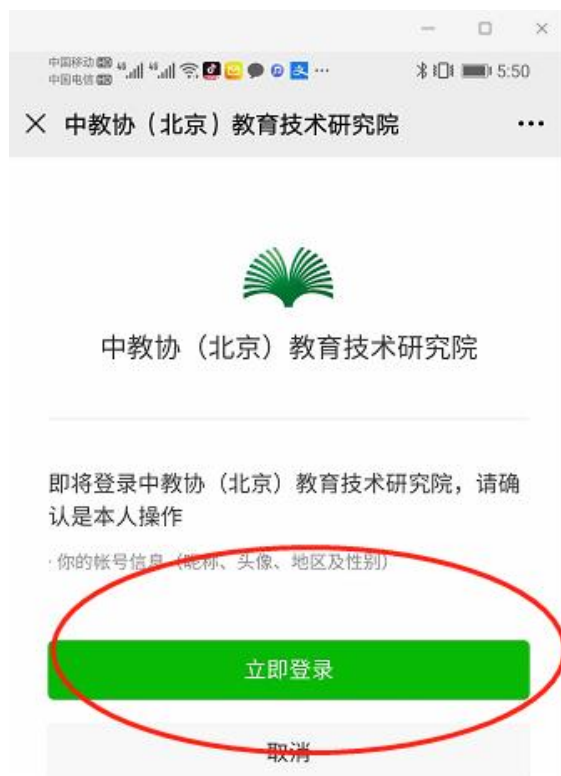 中国移动 HD 4G 4G 5:50
中国电信 HD
中教协（北京）教育技术研究院
中教协（北京）教育技术研究院
即将登录中教协（北京）教育技术研究院，请确
认是本人操作
· 你的帐号信息（昵称、头像、地区及性别）
立即登录
取消